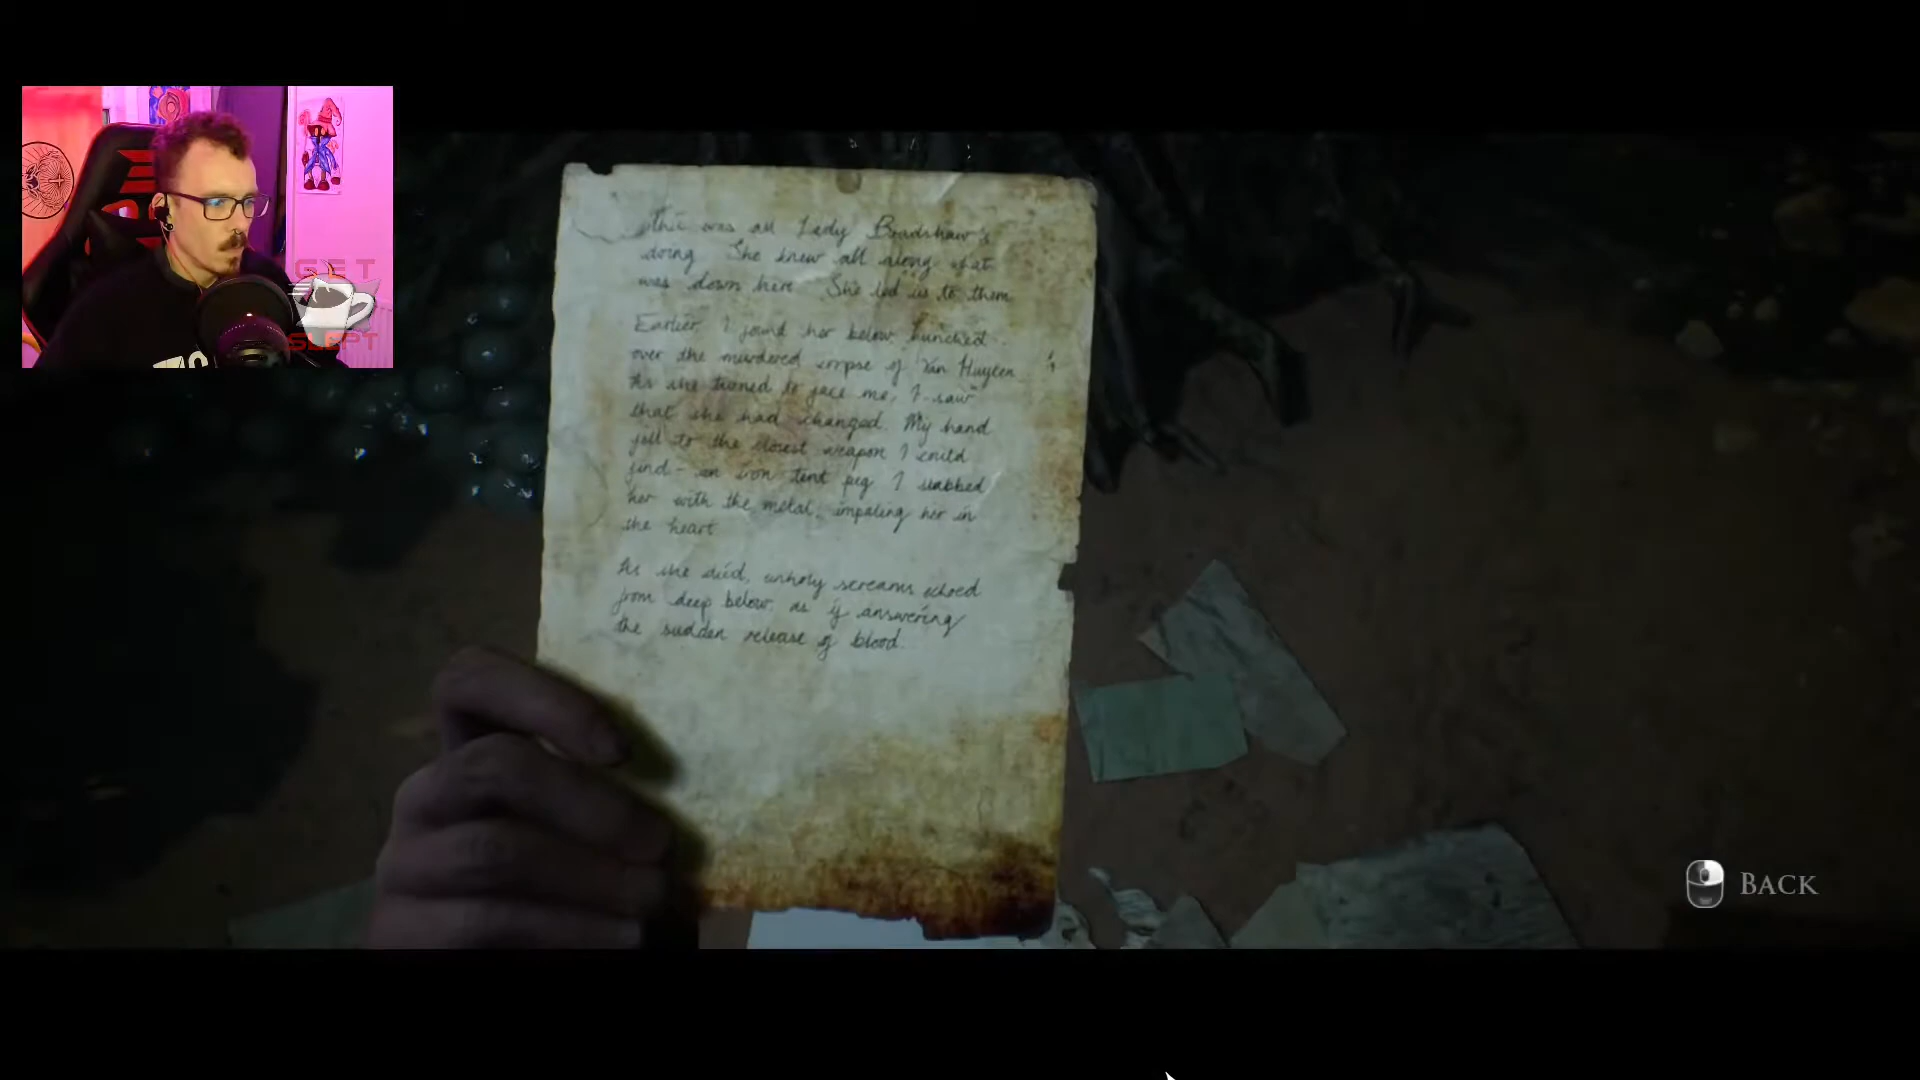 This was all Lady Bradshaw's
doing She knew all along what
was down here She led us to them
Earlier, I found her below, hunched
over the murdered corpse of Van Huyten
As she turned to face me, I saw
that she had changed. My hand
fell to the closest weapon I could
find - an iron tent peg I stabbed
her with the metal, impaling her in
the heart
As she died, unholy screams echoed
from deep below as if answering
the sudden release of blood.
GET
SLEPT
BACK